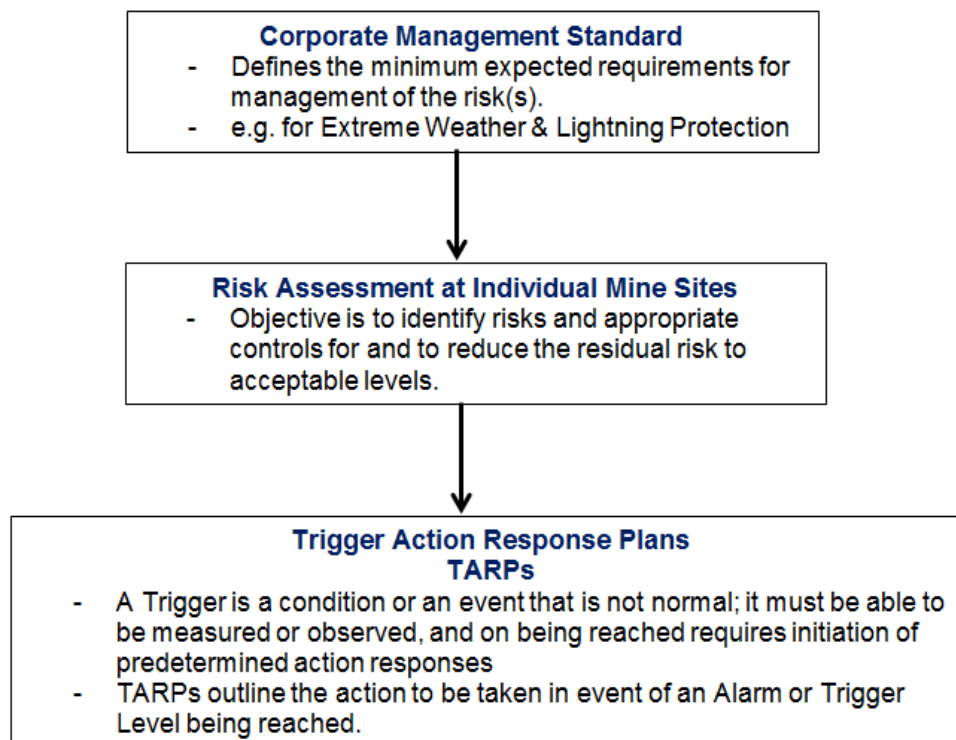 Corporate Management Standard
- Defines the minimum expected requirements for
management of the risk(s).
- e.g. for Extreme Weather & Lightning Protection
Risk Assessment at Individual Mine Sites
- Objective is to identify risks and appropriate
controls for and to reduce the residual risk to
acceptable levels.
Trigger Action Response Plans
TARPs
- A Trigger is a condition or an event that is not normal; it must be able to
be measured or observed, and on being reached requires initiation of
predetermined action responses
- TARPs outline the action to be taken in event of an Alarm or Trigger
Level being reached.